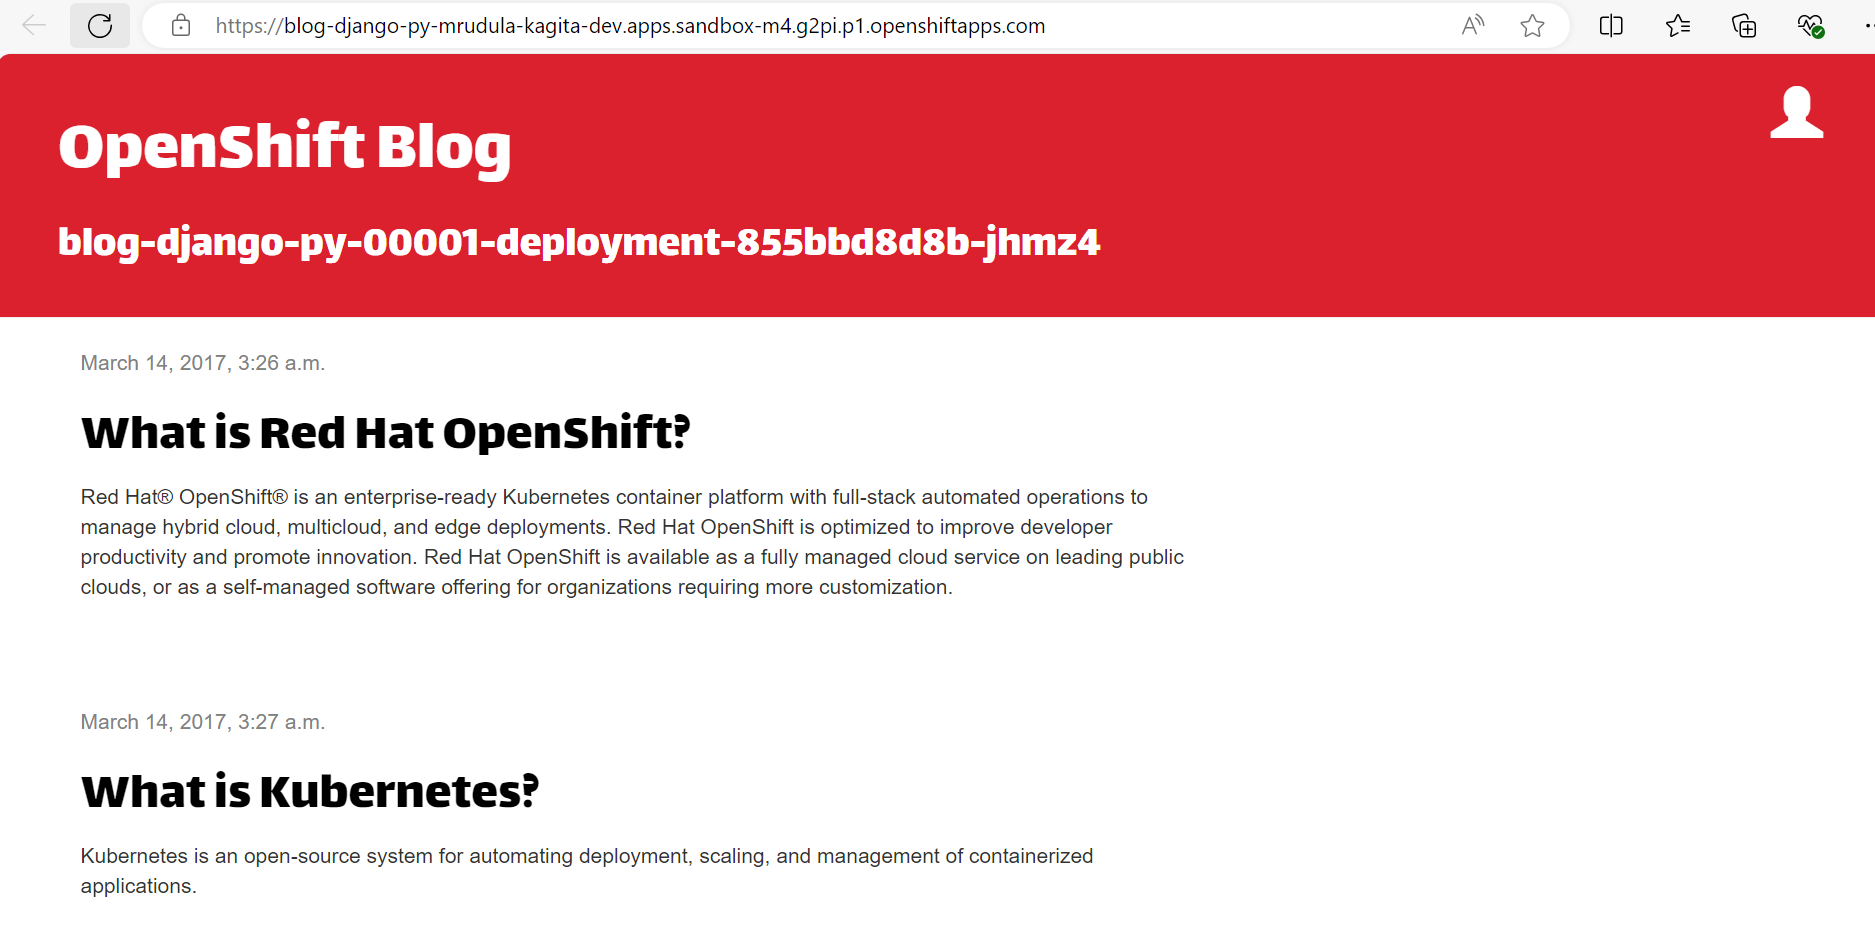 https://blog-django-py-mrudula-kagita-dev.apps.sandbox-m4.g2pi.p1.openshiftapps.com
OpenShift Blog
blog-django-py-00001-deployment-855bbd8d8b-jhmz4
March 14, 2017, 3:26 a.m.
What is Red Hat OpenShift?
Red Hat® OpenShift® is an enterprise-ready Kubernetes container platform with full-stack automated operations to
manage hybrid cloud, multicloud, and edge deployments. Red Hat OpenShift is optimized to improve developer
productivity and promote innovation. Red Hat OpenShift is available as a fully managed cloud service on leading public
clouds, or as a self-managed software offering for organizations requiring more customization.
March 14, 2017, 3:27 a.m.
What is Kubernetes?
Kubernetes is an open-source system for automating deployment, scaling, and management of containerized
applications.